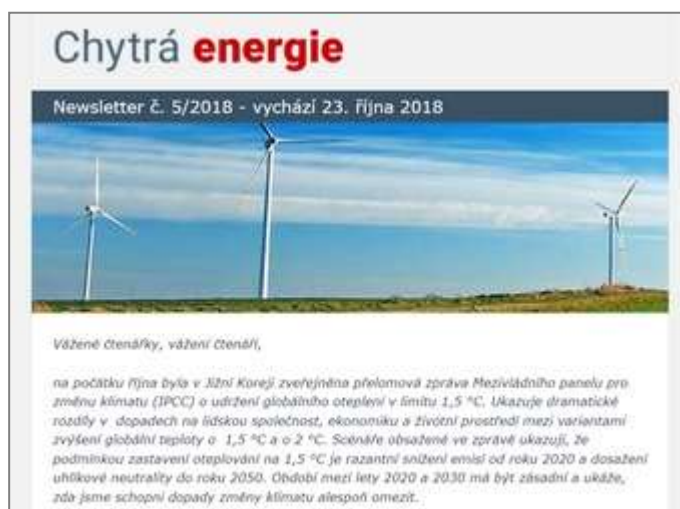 Chytrá energie
Newsletter č. 5/2018 - vychází 23. října 2018
Vážené čtenářky, vážení čtenáři,
na počátku října byla v Jižní Koreji zveřejněna přelomová zpráva Mezivládního panelu pro
změnu klimatu (IPCC) o udržení globálního oteplení v limitu 1,5 °C. Ukazuje dramatické
rozdíly v dopadech na lidskou společnost, ekonomiku a životní prostředí mezi variantami
zvýšení globální teploty o 1,5 °C a o 2 °C. Scénáře obsažené ve zprávě ukazují, že
podmínkou zastavení oteplování na 1,5 °C je razantní snížení emisí od roku 2020 a dosažení
uhlíkové neutrality do roku 2050. Období mezi lety 2020 a 2030 má být zásadní a ukáže,
zda jsme schopni dopady změny klimatu alespoň omezit.